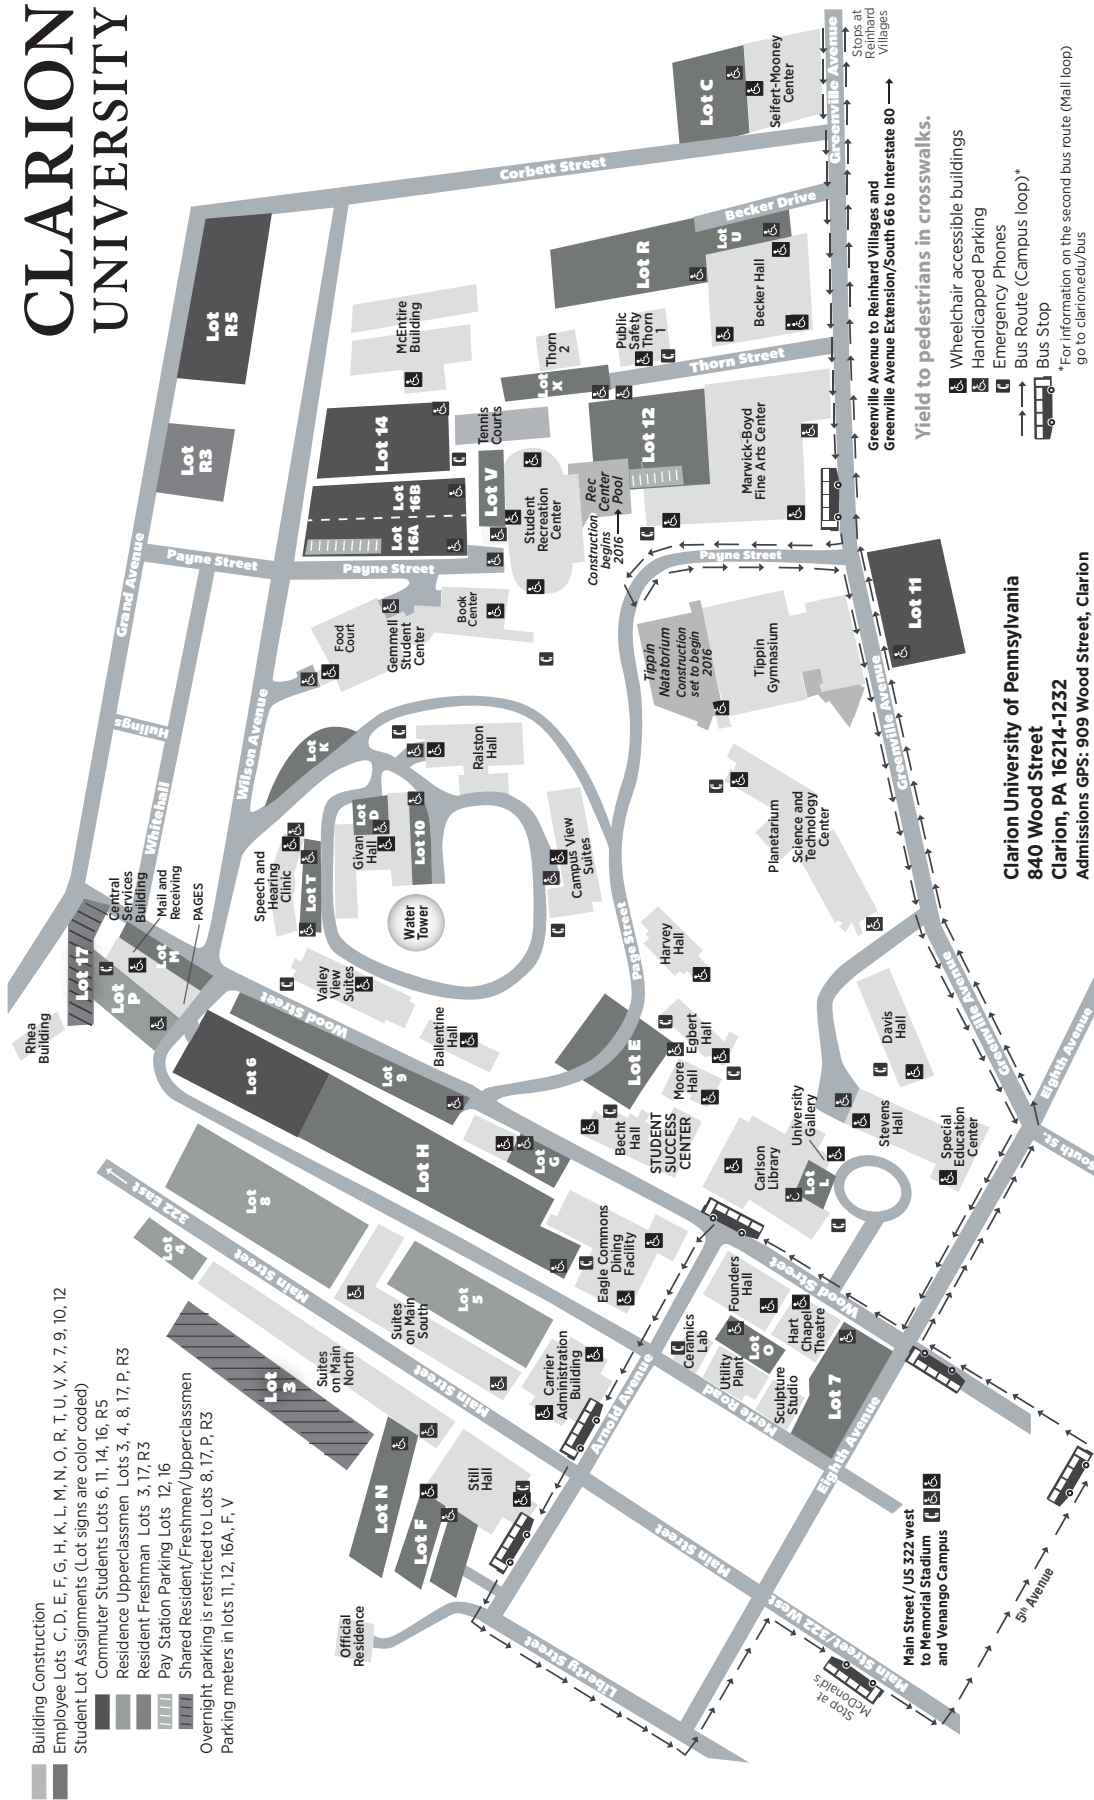 CLARION
UNIVERSITY
Building Construction
Employee Lots C, D, E, F, G, H, K, L, M, N, O, R, T, U, V, X, 7, 9, 10, 12
Student Lot Assignments (Lot signs are color coded)
Commuter Students Lots 6, 11, 14, 16, R5
Residence Upperclassmen Lots 3, 4, 8, 17, P, R3
Resident Freshman Lots 3, 17, R3
Pay Station Parking Lots 12, 16
Shared Resident/Freshmen/Upperclassmen
Overnight parking is restricted to Lots 8, 17, P, R3
Parking meters in lots 11, 12, 16A, F, V
Rhea
Building
Lot 17
Lot
P
Central
Services
Building
Mail and
Receiving
PAGES
Lot
M
Whitehall
Hulings
Grand Avenue
Payne Street
Lot
R3
Lot
R5
Corbett Street
Wilson Avenue
Lot
K
Speech and
Hearing
Clinic
Lot T
Givan
Hall
Lot
D
Lot 10
Water
Tower
Ralston
Hall
Campus View
Suites
Valley
View
Suites
Ballentine
Hall
Wood Street
Lot
9
Lot 6
Lot H
Lot
G
322 East
Lot
4
Lot
8
Main Street
Lot
3
Suites
on Main
North
Suites
on Main
South
Lot
5
Main Street
Food
Court
Gemmell
Student
Center
Book
Center
Payne Street
Lot
16A
Lot
16B
Lot 14
McEntire
Building
Tennis
Courts
Lot V
Student
Recreation
Center
Rec
Center
Pool
Construction
begins
2016
Lot
X
Thorn
2
Public
Safety
Thorn
1
Lot 12
Lot R
Lot
U
Becker Drive
Becker Hall
Thorn Street
Marwick-Boyd
Fine Arts Center
Lot C
Seifert-Mooney
Center
Greenville Avenue
Stops at
Reinhard
Villages
Payne Street
Tippin
Natatorium
Construction
set to begin
2016
Tippin
Gymnasium
Lot 11
Greenville Avenue
Planetarium
Science and
Technology
Center
Page Street
Harvey
Hall
Lot E
Egbert
Hall
Moore
Hall
Becht
Hall
STUDENT
SUCCESS
CENTER
Davis
Hall
Stevens
Hall
Special
Education
Center
University
Gallery
Carlson
Library
Lot
L
Greenville Avenue
Eighth Avenue
South St.
Eagle Commons
Dining
Facility
Carrier
Administration
Building
Arnold Avenue
Founders
Hall
Ceramics
Lab
Lot
O
Hart
Chapel
Theatre
Utility
Plant
Sculpture
Studio
Wood Street
Merle Road
Lot 7
Eighth Avenue
Lot N
Lot F
Still
Hall
Official
Residence
Liberty Street
Main Street
Main Street/322 West
Stop at
McDonald's
5th Avenue
Main Street/US 322 west
to Memorial Stadium
and Venango Campus
Greenville Avenue to Reinhard Villages and
Greenville Avenue Extension/South 66 to Interstate 80
Yield to pedestrians in crosswalks.
Wheelchair accessible buildings
Handicapped Parking
Emergency Phones
Bus Route (Campus loop)*
Bus Stop
*For information on the second bus route (Mall loop)
go to clarion.edu/bus
Clarion University of Pennsylvania
840 Wood Street
Clarion, PA 16214-1232
Admissions GPS: 909 Wood Street, Clarion